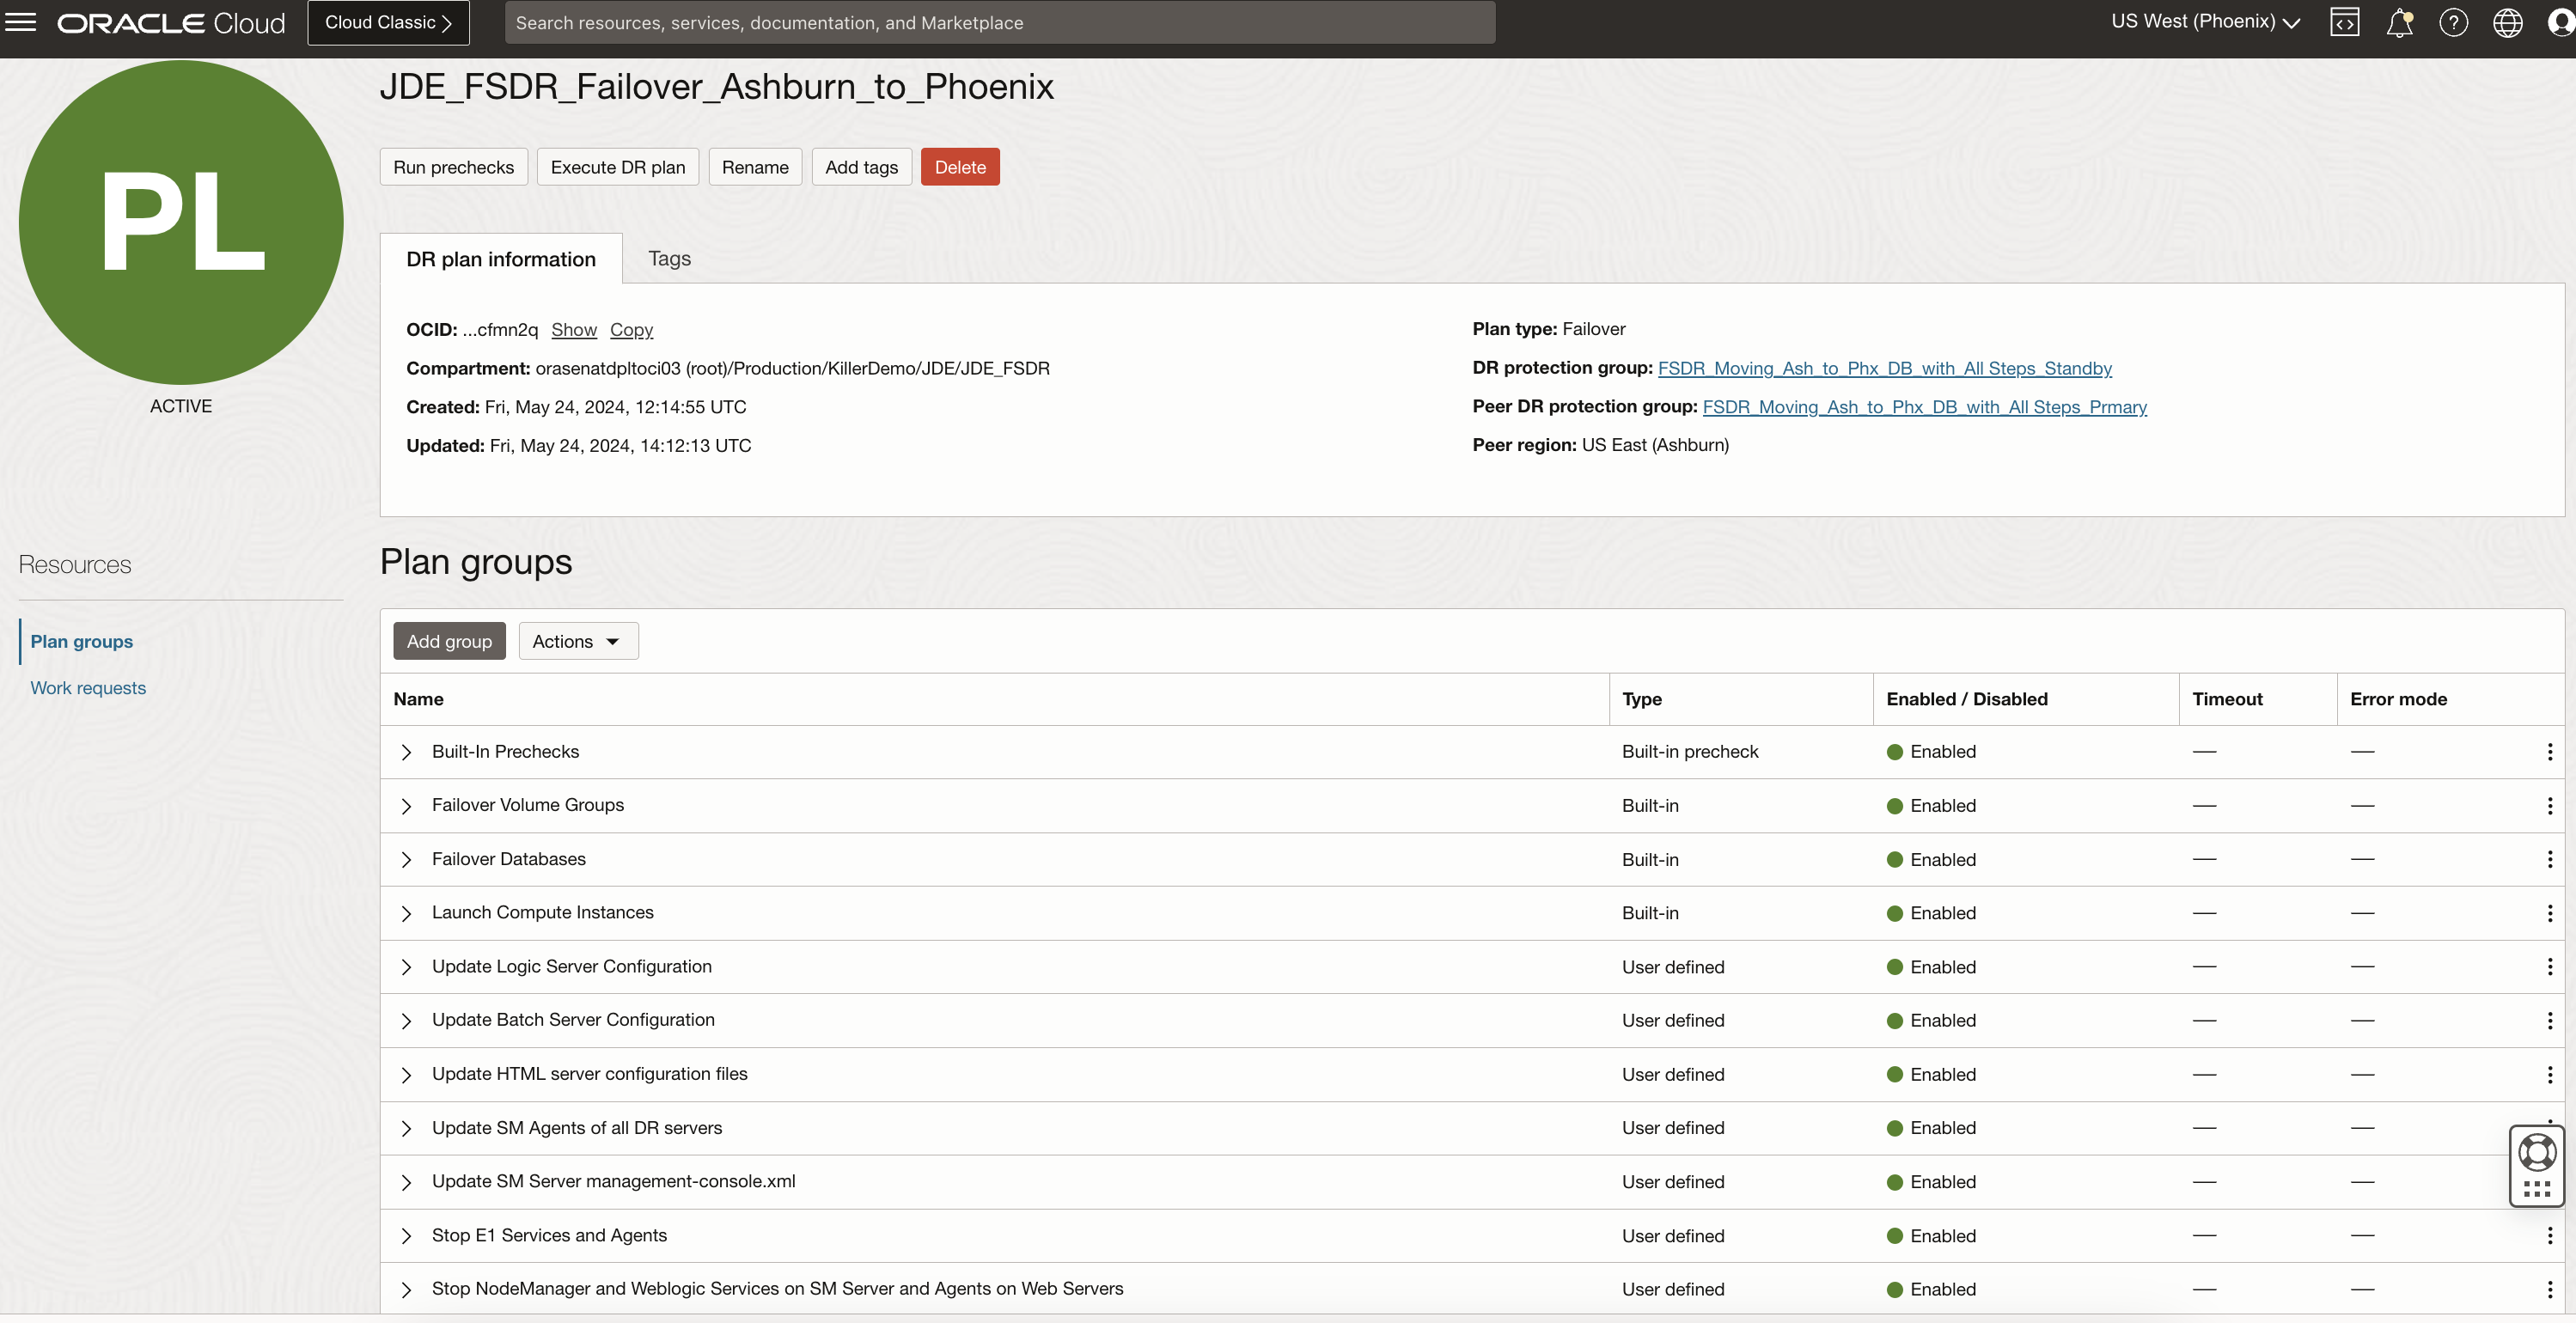 ORACLE Cloud
Cloud Classic
Search resources, services, documentation, and Marketplace
US West (Phoenix)
PL
ACTIVE
JDE_FSDR_Failover_Ashburn_to_Phoenix
Run prechecks
Execute DR plan
Rename
Add tags
Delete
DR plan information
Tags
OCID: ...cfmn2q Show Copy
Compartment: orasenatdpltoci03 (root)/Production/KillerDemo/JDE/JDE_FSDR
Created: Fri, May 24, 2024, 12:14:55 UTC
Updated: Fri, May 24, 2024, 14:12:13 UTC
Plan type: Failover
DR protection group: FSDR_Moving_Ash_to_Phx_DB_with_All Steps_Standby
Peer DR protection group: FSDR_Moving_Ash_to_Phx_DB_with_All Steps_Prmary
Peer region: US East (Ashburn)
Resources
Plan groups
Work requests
Plan groups
Add group
Actions
Name Type Enabled / Disabled Timeout Error mode
Built-In Prechecks Built-in precheck Enabled — —
Failover Volume Groups Built-in Enabled — —
Failover Databases Built-in Enabled — —
Launch Compute Instances Built-in Enabled — —
Update Logic Server Configuration User defined Enabled — —
Update Batch Server Configuration User defined Enabled — —
Update HTML server configuration files User defined Enabled — —
Update SM Agents of all DR servers User defined Enabled — —
Update SM Server management-console.xml User defined Enabled — —
Stop E1 Services and Agents User defined Enabled — —
Stop NodeManager and Weblogic Services on SM Server and Agents on Web Servers User defined Enabled — —